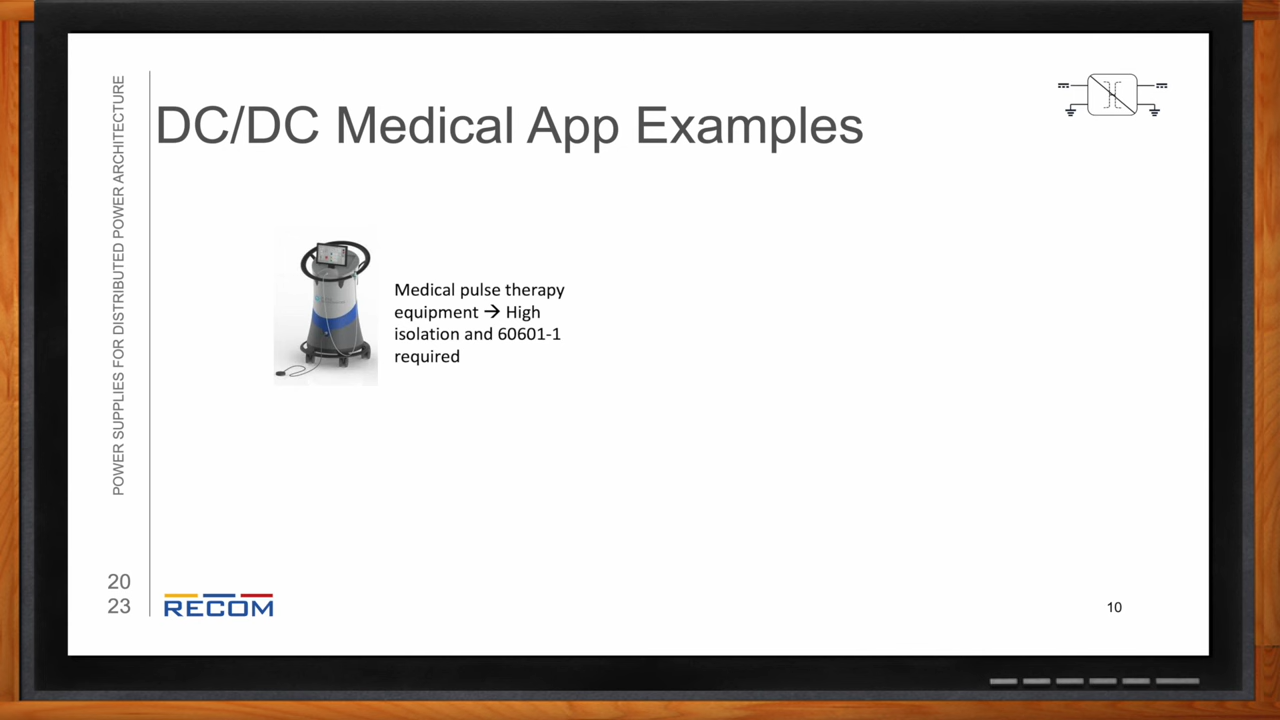 POWER SUPPLIES FOR DISTRIBUTED POWER ARCHITECTURE
DC/DC Medical App Examples
Medical pulse therapy
equipment → High
isolation and 60601-1
required
20
23
RECOM
10